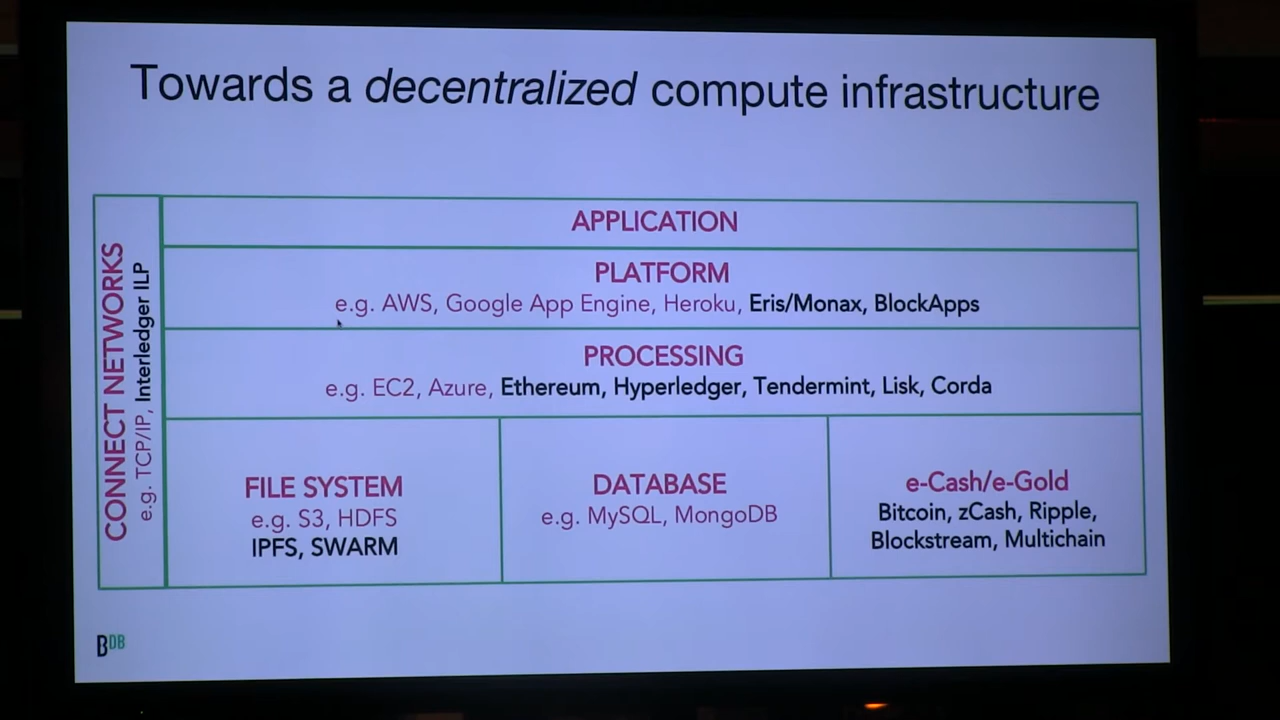 Towards a decentralized compute infrastructure
CONNECT NETWORKS
e.g. TCP/IP, Interledger ILP
APPLICATION
PLATFORM
e.g. AWS, Google App Engine, Heroku, Eris/Monax, BlockApps
PROCESSING
e.g. EC2, Azure, Ethereum, Hyperledger, Tendermint, Lisk, Corda
FILE SYSTEM
e.g. S3, HDFS
IPFS, SWARM
DATABASE
e.g. MySQL, MongoDB
e-Cash/e-Gold
Bitcoin, zCash, Ripple,
Blockstream, Multichain
BDB